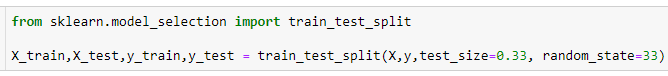 from sklearn.model_selection import train_test_split
X_train,X_test,y_train,y_test = train_test_split(X,y,test_size=0.33, random_state=33)